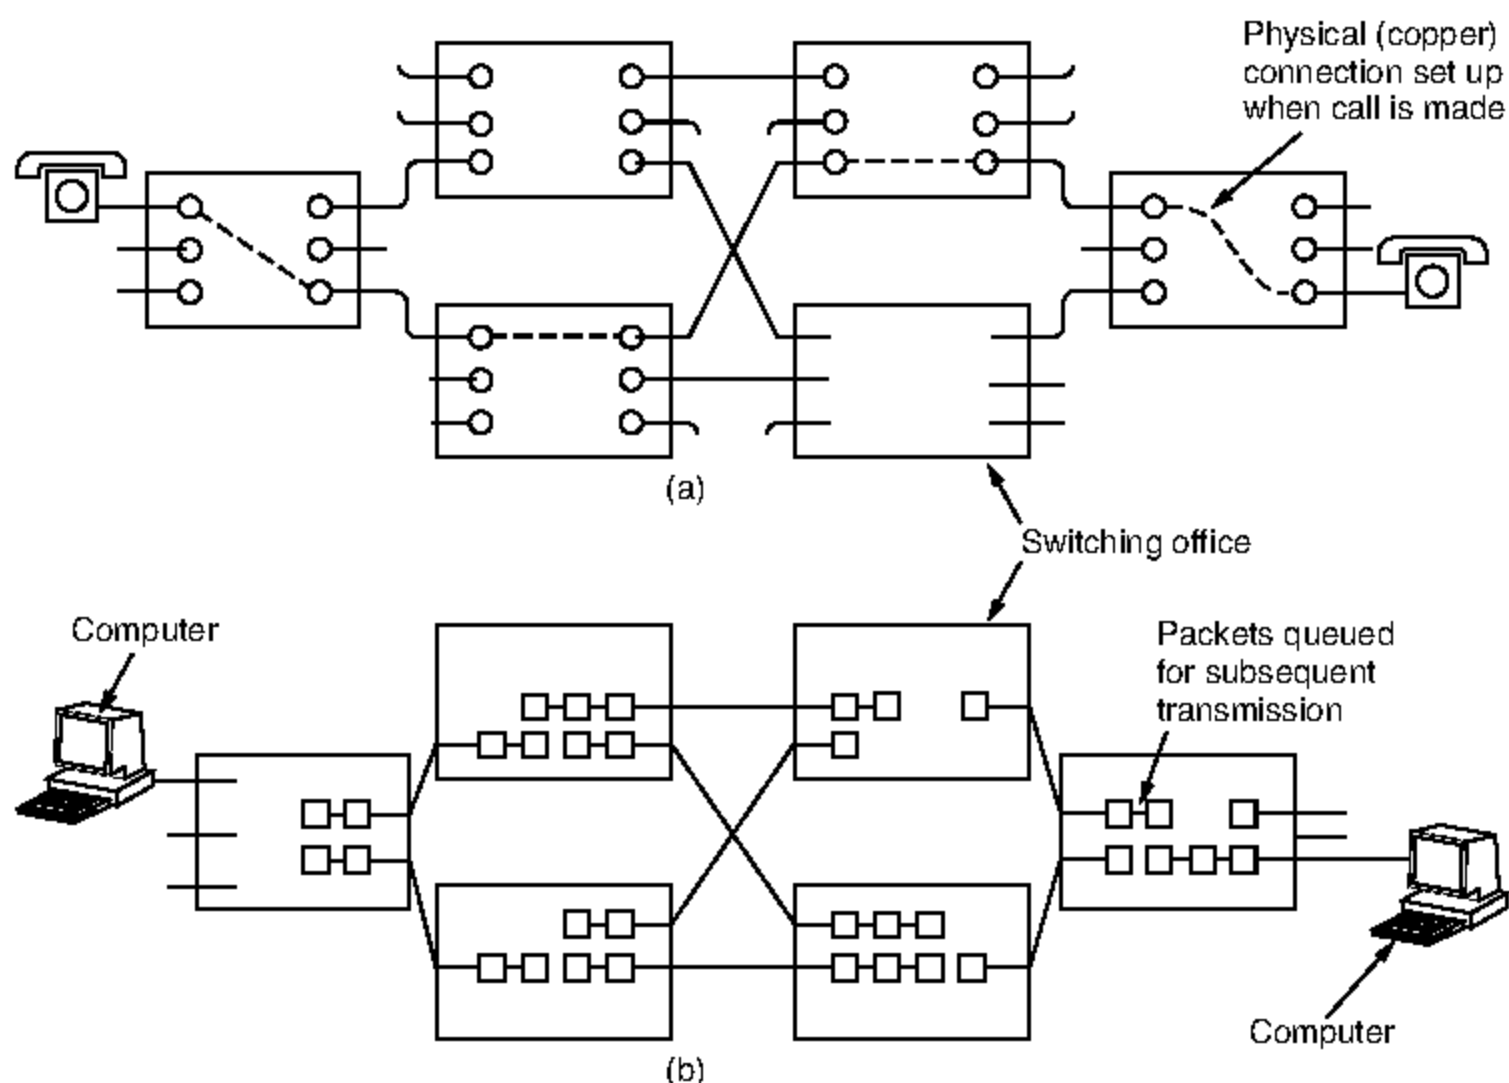 Physical (copper)
connection set up
when call is made
(a)
Switching office
Computer
Packets queued
for subsequent
transmission
Computer
(b)